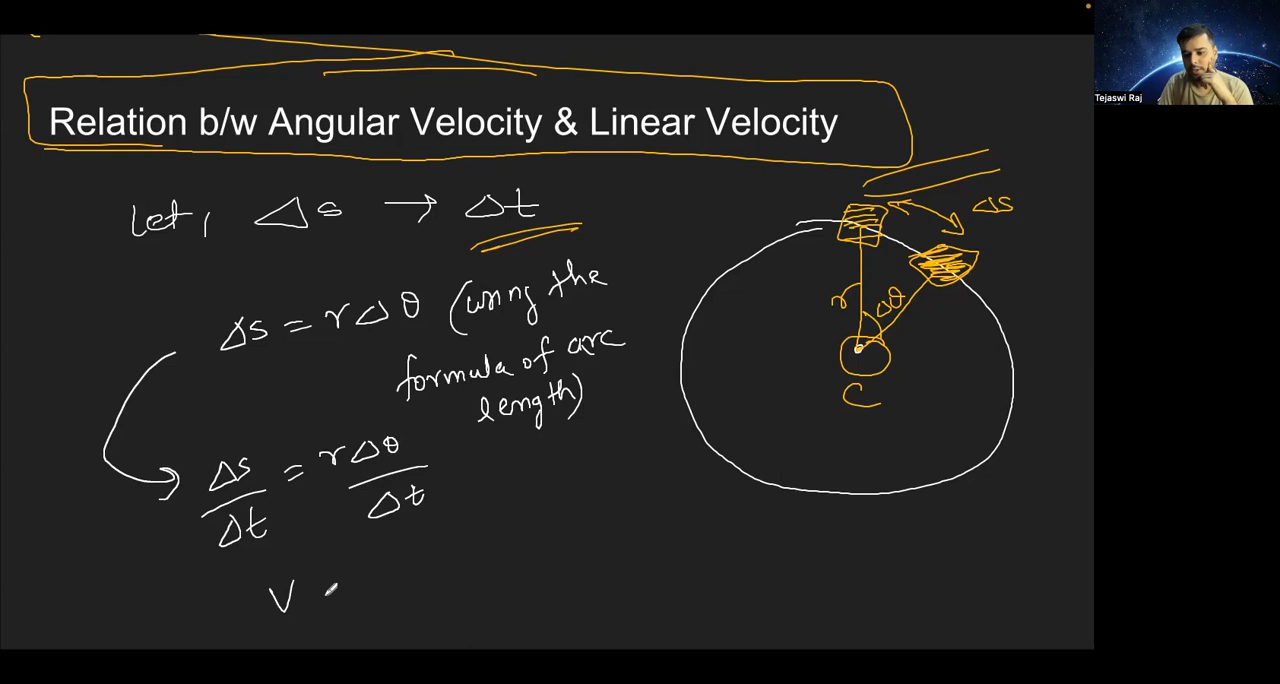 Tejaswi Raj
Relation b/w Angular Velocity & Linear Velocity
Let, Δs → Δt
Δs = rΔθ (using the
formula of arc
length)
Δs/Δt = rΔθ/Δt
V
Δs
r
Δθ
C